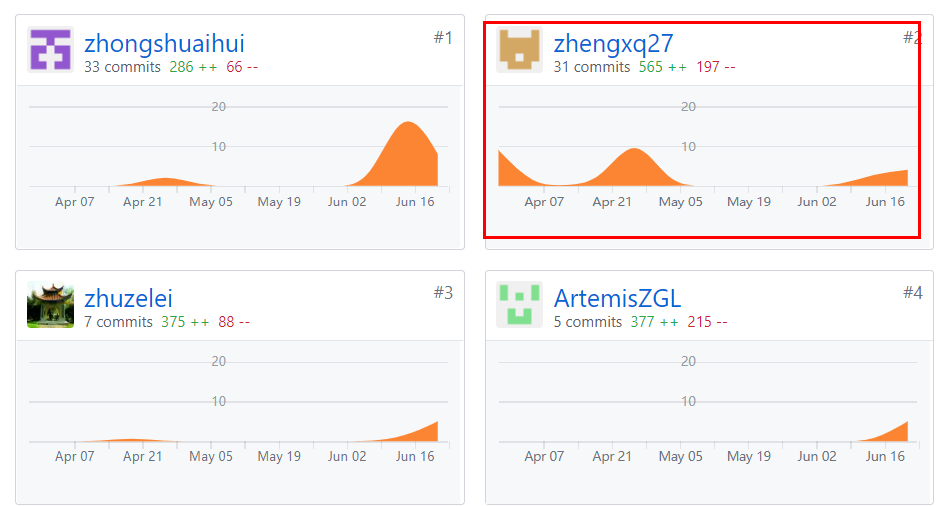 zhongshuaihui #1
33 commits 286 ++ 66 --
20
10
Apr 07 Apr 21 May 05 May 19 Jun 02 Jun 16
zhengxq27 #2
31 commits 565 ++ 197 --
20
10
Apr 07 Apr 21 May 05 May 19 Jun 02 Jun 16
zhuzelei #3
7 commits 375 ++ 88 --
20
10
Apr 07 Apr 21 May 05 May 19 Jun 02 Jun 16
ArtemisZGL #4
5 commits 377 ++ 215 --
20
10
Apr 07 Apr 21 May 05 May 19 Jun 02 Jun 16